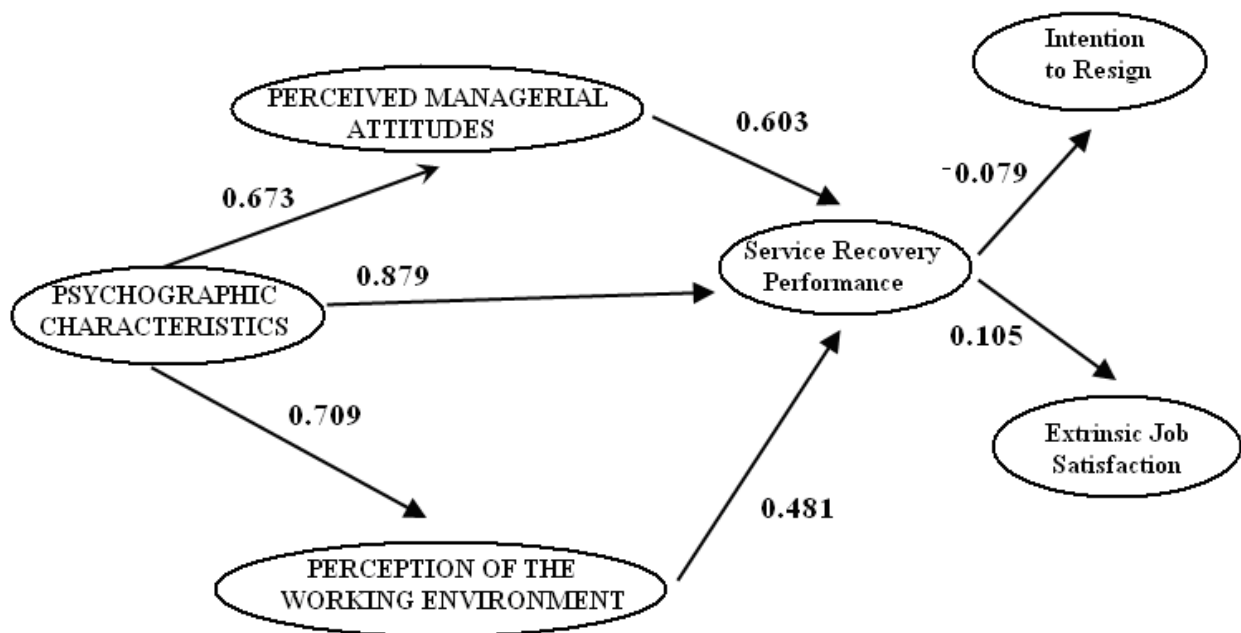 Intention
to Resign
PERCEIVED MANAGERIAL
ATTITUDES
0.603
-0.079
0.673
Service Recovery
Performance
0.879
PSYCHOGRAPHIC
CHARACTERISTICS
0.105
0.709
Extrinsic Job
Satisfaction
0.481
PERCEPTION OF THE
WORKING ENVIRONMENT